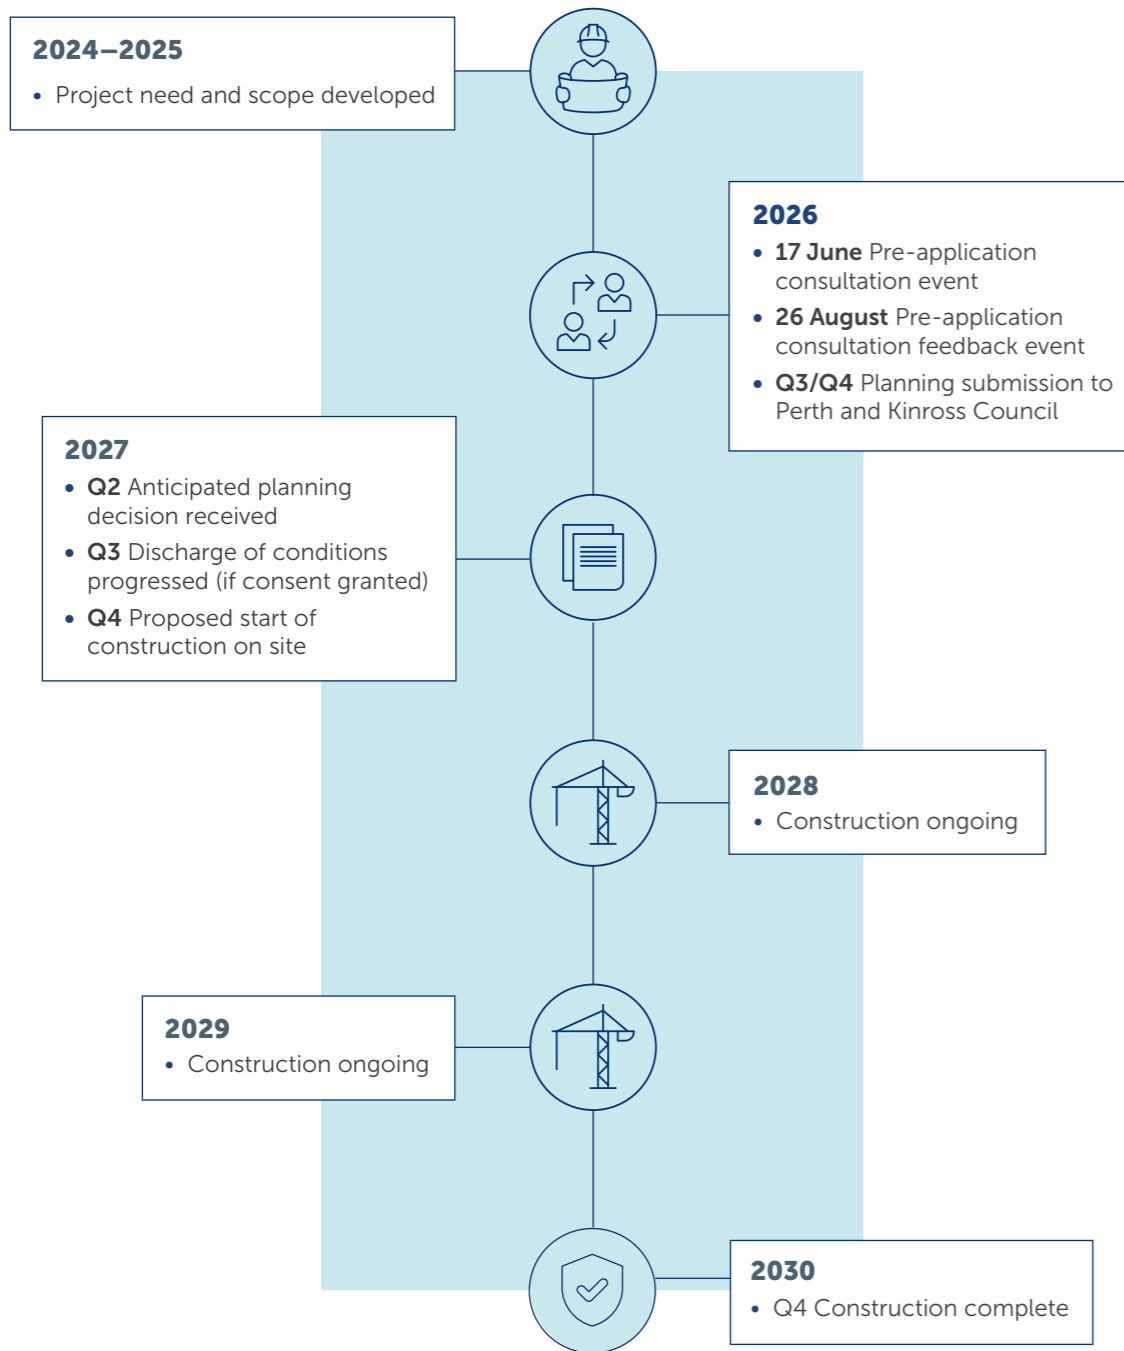 2024–2025
• Project need and scope developed
2026
• 17 June Pre-application
consultation event
• 26 August Pre-application
consultation feedback event
• Q3/Q4 Planning submission to
Perth and Kinross Council
2027
• Q2 Anticipated planning
decision received
• Q3 Discharge of conditions
progressed (if consent granted)
• Q4 Proposed start of
construction on site
2028
• Construction ongoing
2029
• Construction ongoing
2030
• Q4 Construction complete